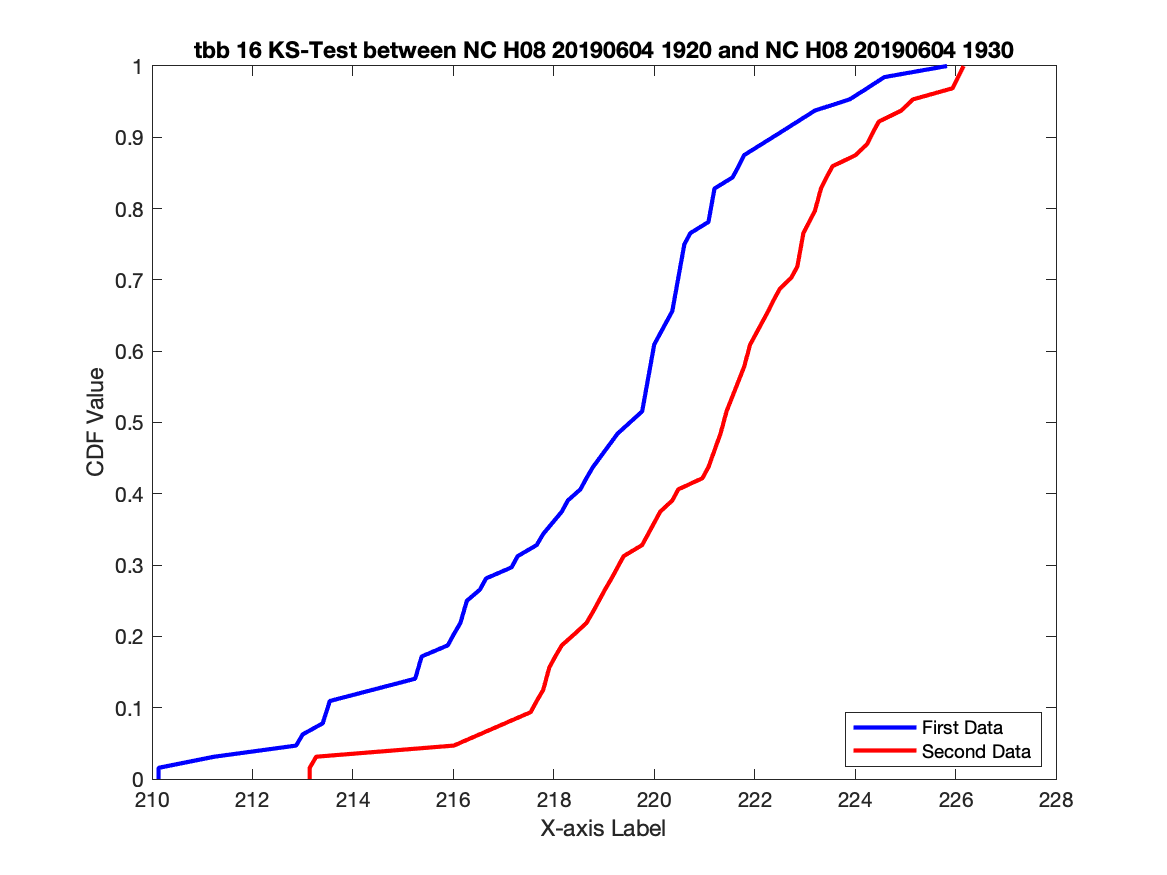 tbb 16 KS-Test between NC H08 20190604 1920 and NC H08 20190604 1930
1
0.9
0.8
0.7
0.6
0.5
0.4
0.3
0.2
0.1
0
CDF Value
First Data
Second Data
210 212 214 216 218 220 222 224 226 228
X-axis Label